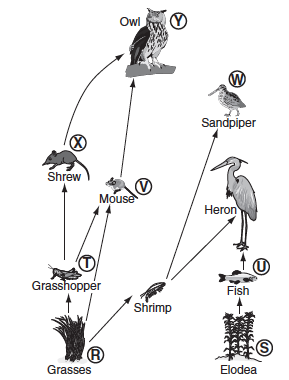 Owl Y
W
Sandpiper
X
Shrew
V
Mouse
Heron
T
Grasshopper
U
Fish
Shrimp
R
Grasses
S
Elodea